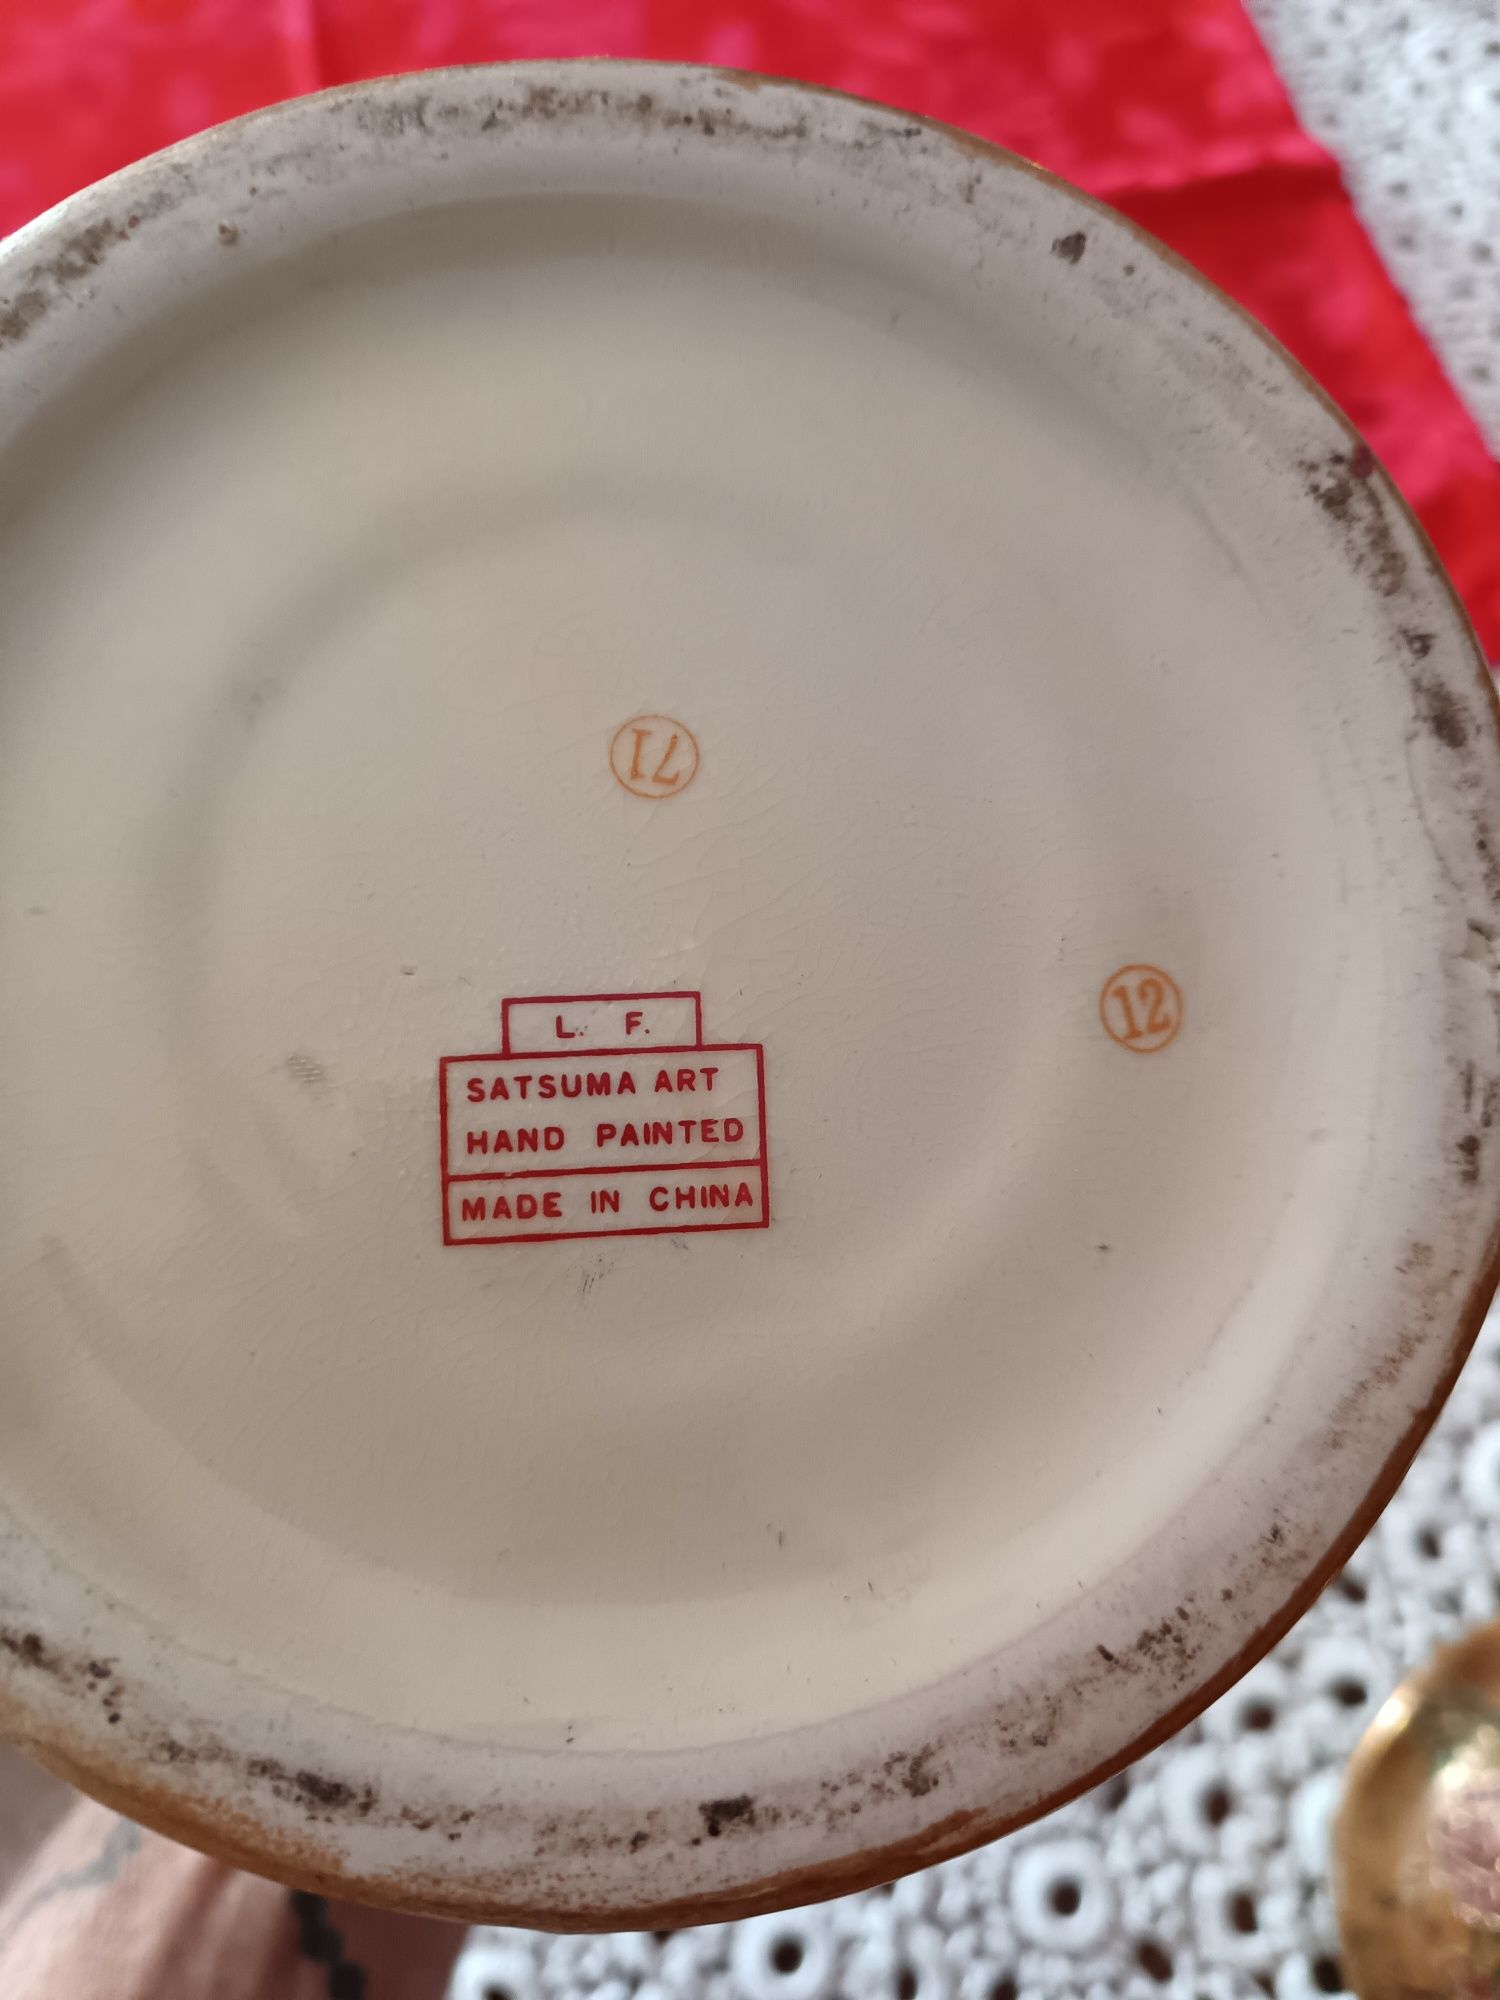 71
12
L. F.
SATSUMA ART
HAND PAINTED
MADE IN CHINA